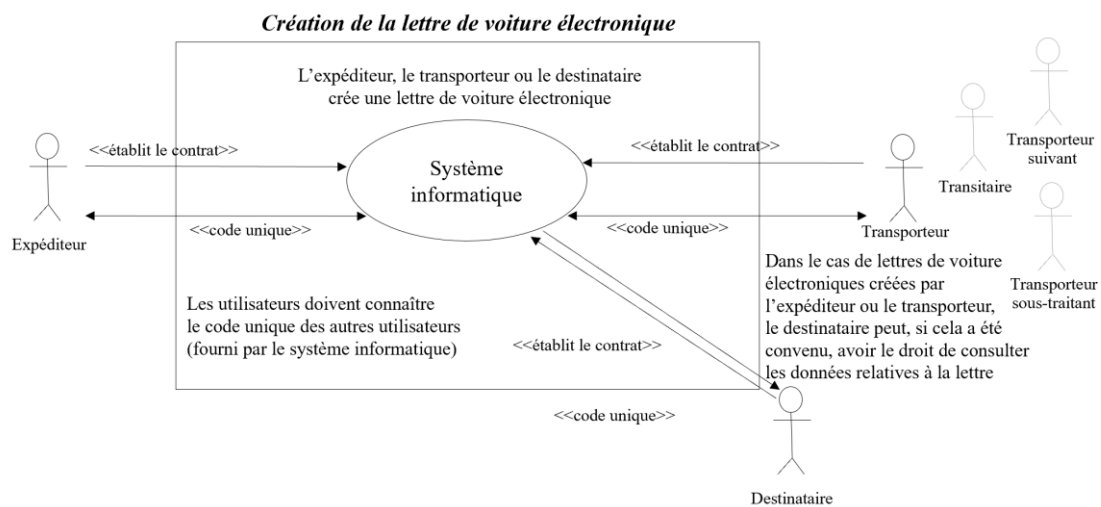 Création de la lettre de voiture électronique
L’expéditeur, le transporteur ou le destinataire
crée une lettre de voiture électronique
<<établit le contrat>>
<<établit le contrat>>
Système
informatique
Transporteur
suivant
Transitaire
<<code unique>>
<<code unique>>
Expéditeur
Transporteur
Transporteur
sous-traitant
Dans le cas de lettres de voiture
électroniques créées par
l’expéditeur ou le transporteur,
le destinataire peut, si cela a été
convenu, avoir le droit de consulter
les données relatives à la lettre
Les utilisateurs doivent connaître
le code unique des autres utilisateurs
(fourni par le système informatique)
<<établit le contrat>>
<<code unique>>
Destinataire